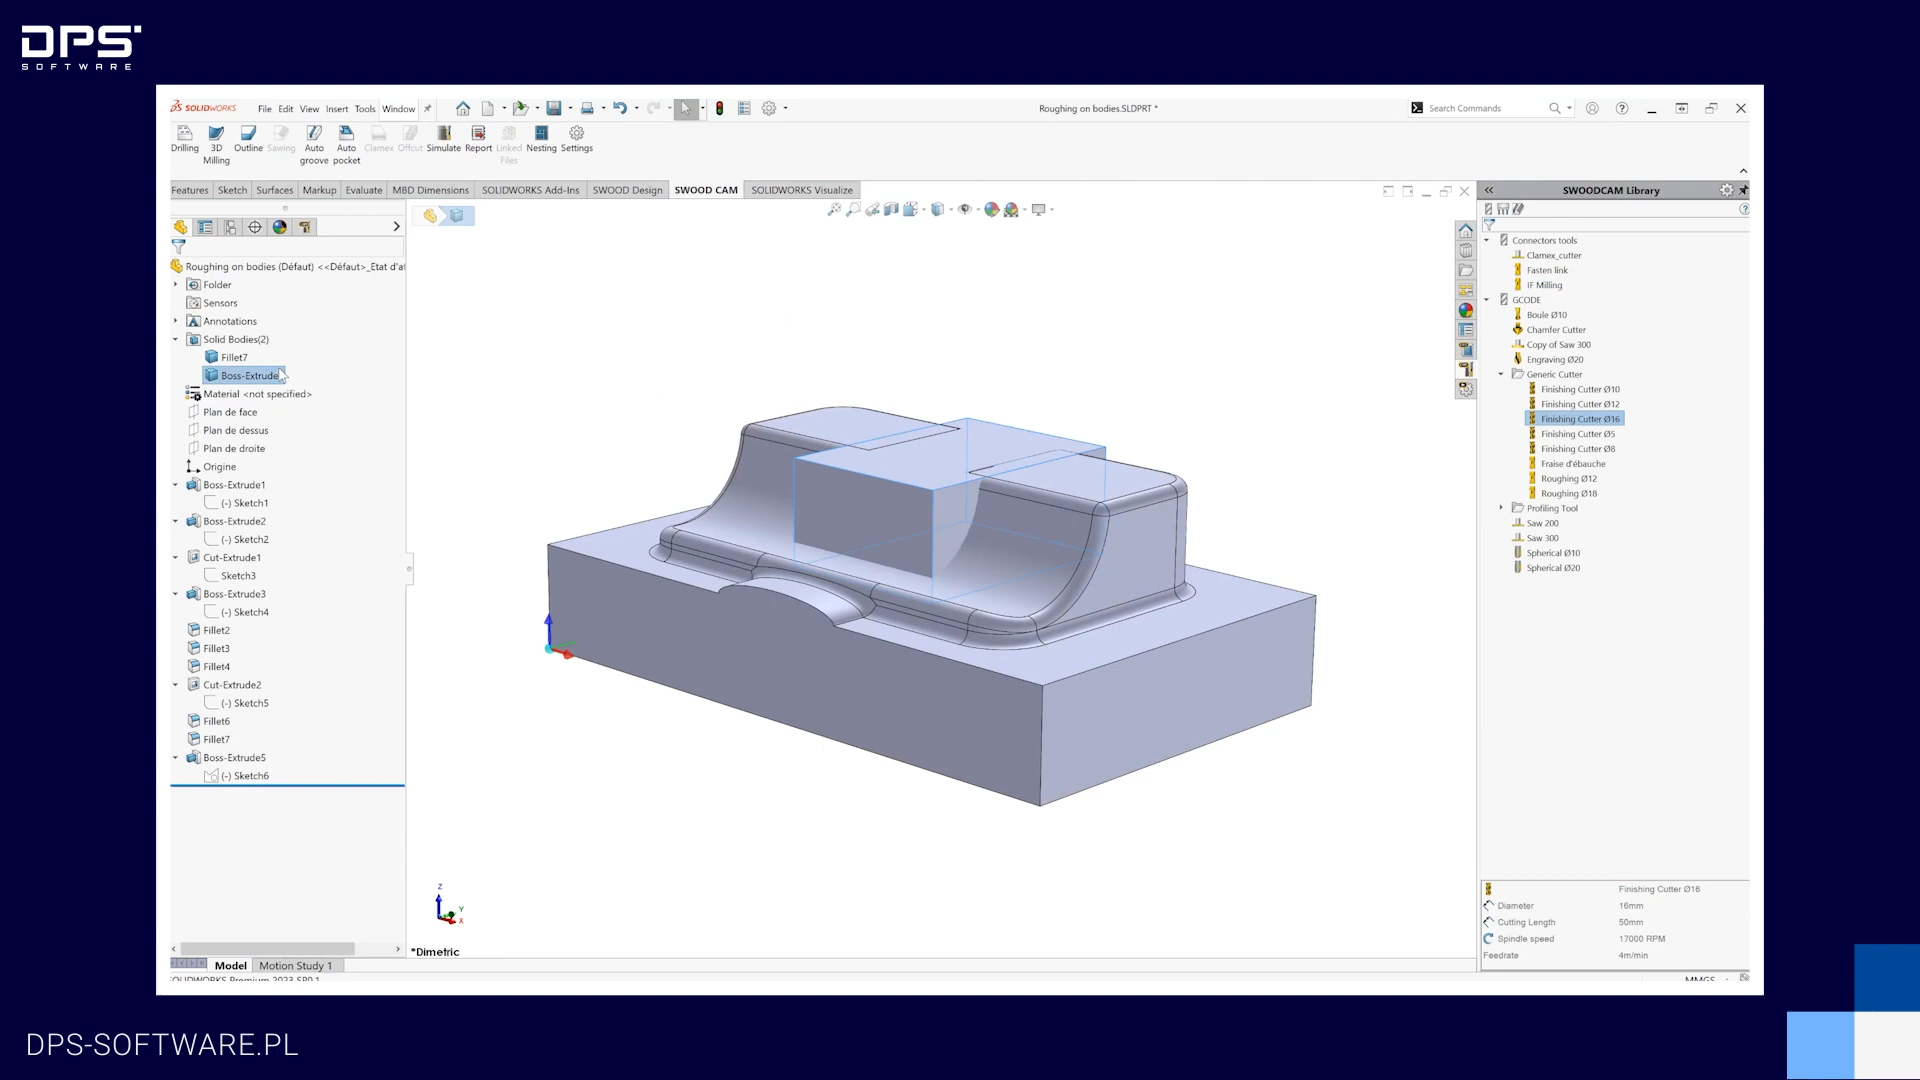 DPS
SOFTWARE
SOLIDWORKS File Edit View Insert Tools Window
Roughing on bodies.SLDPRT *
Search Commands
Drilling 3D Milling Outline Sawing Auto groove Auto pocket Clamex Offcut Simulate Report Linked Files Nesting Settings
Features Sketch Surfaces Markup Evaluate MBD Dimensions SOLIDWORKS Add-Ins SWOOD Design SWOOD CAM SOLIDWORKS Visualize
Roughing on bodies (Défaut) <<Défaut>_Etat d'a
Folder
Sensors
Annotations
Solid Bodies(2)
Fillet7
Boss-Extrude
Material <not specified>
Plan de face
Plan de dessus
Plan de droite
Origine
Boss-Extrude1
(-) Sketch1
Boss-Extrude2
(-) Sketch2
Cut-Extrude1
Sketch3
Boss-Extrude3
(-) Sketch4
Fillet2
Fillet3
Fillet4
Cut-Extrude2
(-) Sketch5
Fillet6
Fillet7
Boss-Extrude5
(-) Sketch6
Z
Y
X
*Dimetric
Model Motion Study 1
SOLIDWORKS Premium 2023 SP0.1
MMGS
SWOODCAM Library
Connectors tools
Clamex_cutter
Fasten link
IF Milling
GCODE
Boule Ø10
Chamfer Cutter
Copy of Saw 300
Engraving Ø20
Generic Cutter
Finishing Cutter Ø10
Finishing Cutter Ø12
Finishing Cutter Ø16
Finishing Cutter Ø5
Finishing Cutter Ø8
Fraise d'ébauche
Roughing Ø12
Roughing Ø18
Profiling Tool
Saw 200
Saw 300
Spherical Ø10
Spherical Ø20
Finishing Cutter Ø16
Diameter 16mm
Cutting Length 50mm
Spindle speed 17000 RPM
Feedrate 4m/min
DPS-SOFTWARE.PL